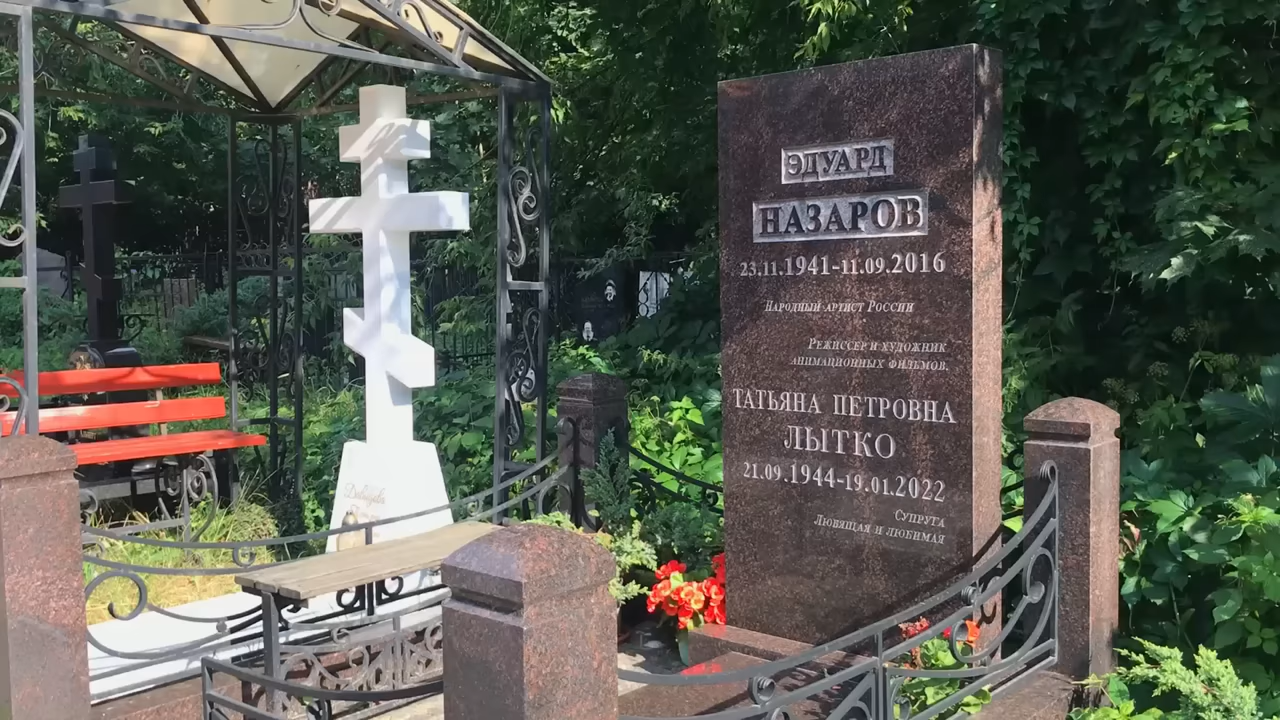 ЭДУАРД
НАЗАРОВ
23.11.1941-11.09.2016
НАРОДНЫЙ АРТИСТ РОССИИ
РЕЖИССЕР И ХУДОЖНИК
АНИМАЦИОННЫХ ФИЛЬМОВ.
ТАТЬЯНА ПЕТРОВНА
ЛЫТКО
21.09.1944-19.01.2022
СУПРУГА
ЛЮБЯЩАЯ И ЛЮБИМАЯ